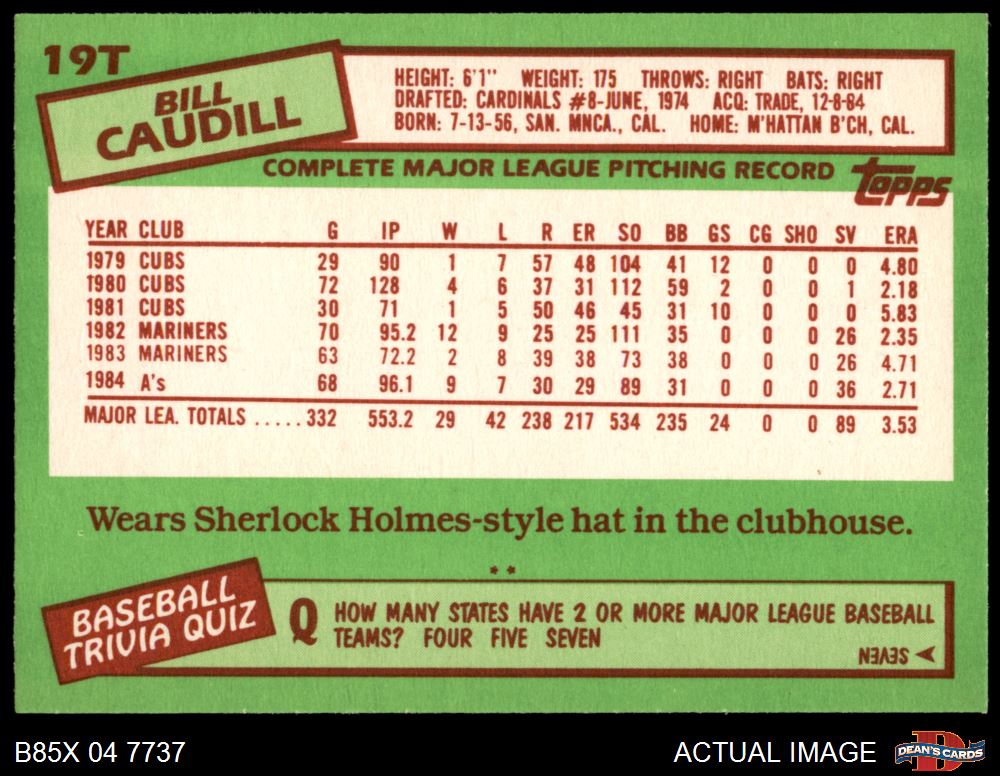 19T
BILL
CAUDILL
HEIGHT: 6'1" WEIGHT: 175 THROWS: RIGHT BATS: RIGHT
DRAFTED: CARDINALS #8-JUNE, 1974 ACQ: TRADE, 12-8-84
BORN: 7-13-56, SAN. MNCA., CAL. HOME: M'HATTAN B'CH, CAL.
COMPLETE MAJOR LEAGUE PITCHING RECORD
topps
YEAR CLUB G IP W L R ER SO BB GS CG SHO SV ERA
1979 CUBS 29 90 1 7 57 48 104 41 12 0 0 0 4.80
1980 CUBS 72 128 4 6 37 31 112 59 2 0 0 1 2.18
1981 CUBS 30 71 1 5 50 46 45 31 10 0 0 0 5.83
1982 MARINERS 70 95.2 12 9 25 25 111 35 0 0 0 26 2.35
1983 MARINERS 63 72.2 2 8 39 38 73 38 0 0 0 26 4.71
1984 A's 68 96.1 9 7 30 29 89 31 0 0 0 36 2.71
MAJOR LEA. TOTALS .....332 553.2 29 42 238 217 534 235 24 0 0 89 3.53
Wears Sherlock Holmes-style hat in the clubhouse.
**
BASEBALL
TRIVIA QUIZ
Q HOW MANY STATES HAVE 2 OR MORE MAJOR LEAGUE BASEBALL
TEAMS? FOUR FIVE SEVEN
SEVEN
B85X 04 7737
ACTUAL IMAGE
DEAN'S CARDS